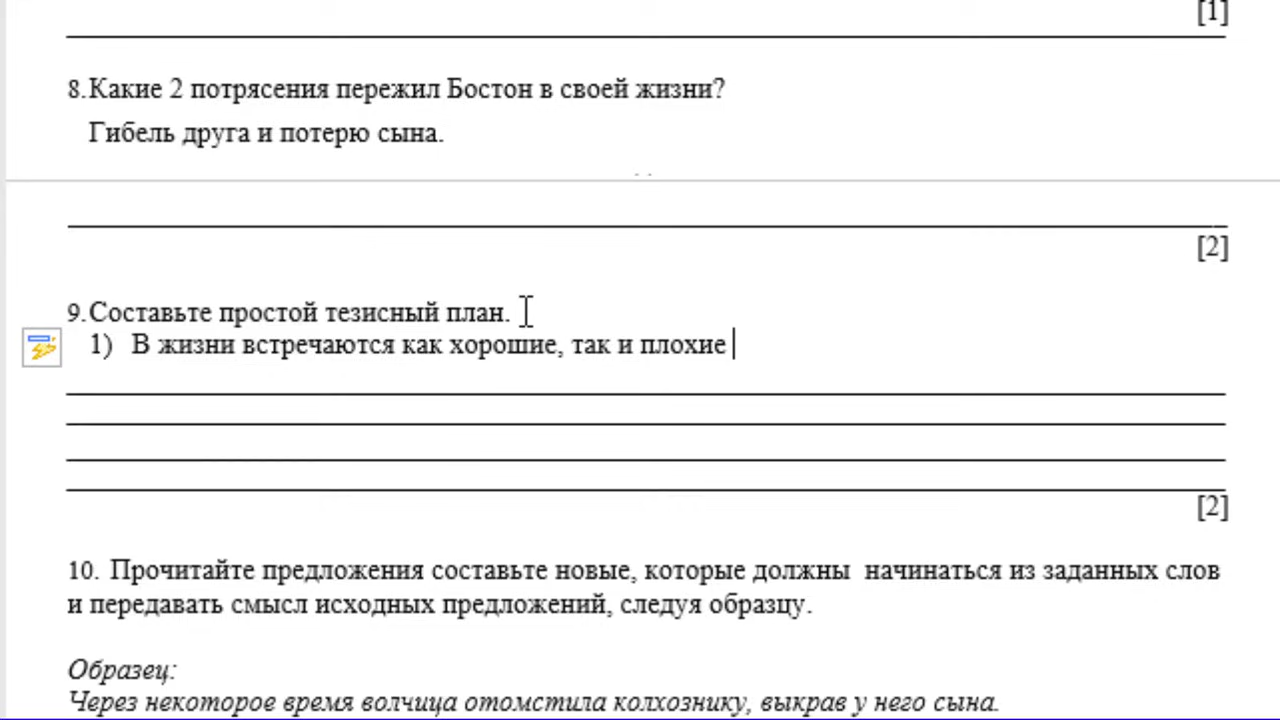 [1]
8.Какие 2 потрясения пережил Бостон в своей жизни?
Гибель друга и потерю сына.
[2]
9.Составьте простой тезисный план.
1) В жизни встречаются как хорошие, так и плохие
[2]
10. Прочитайте предложения составьте новые, которые должны начинаться из заданных слов
и передавать смысл исходных предложений, следуя образцу.
Образец:
Через некоторое время волчица отомстила колхознику, выкрав у него сына.